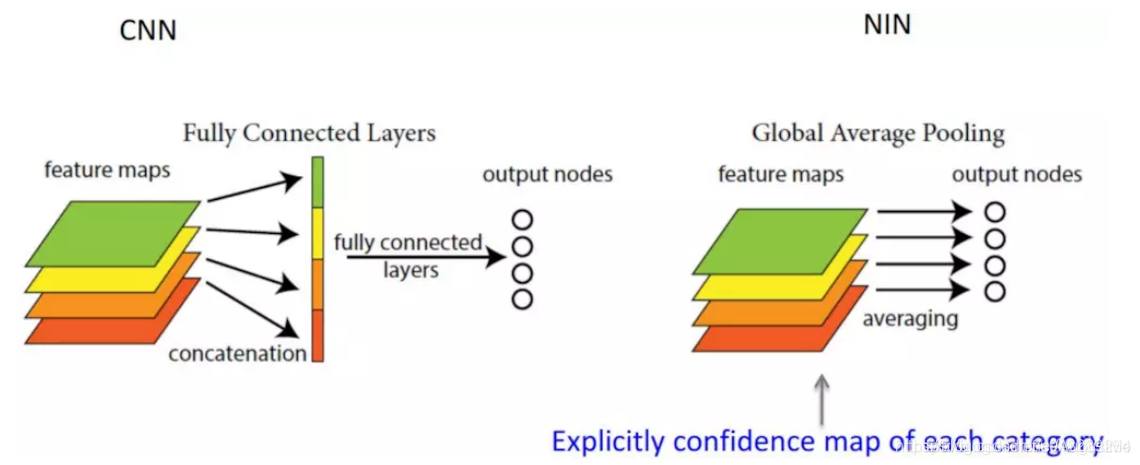 CNN
NIN
Fully Connected Layers
feature maps
output nodes
fully connected
layers
concatenation
Global Average Pooling
feature maps
output nodes
averaging
Explicitly confidence map of each category